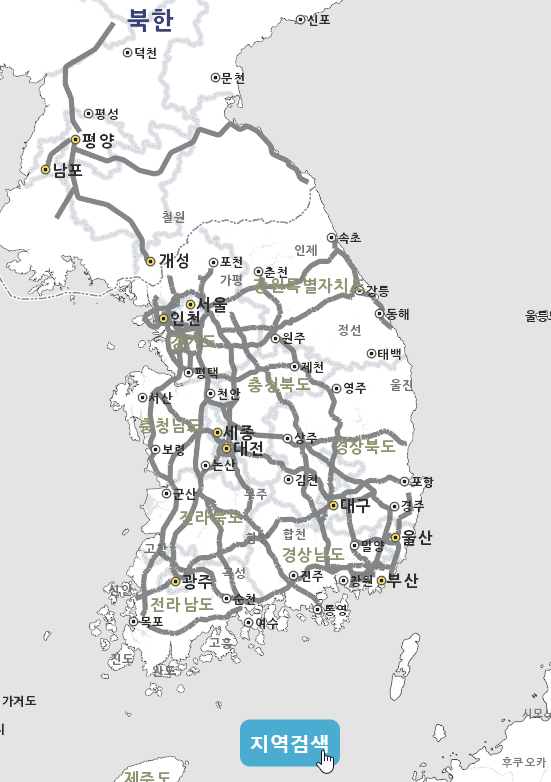 북한
신포
덕천
문천
평성
평양
남포
철원
속초
개성
포천
인제
춘천
가평
강원특별자치도
강릉
서울
인천
동해
울릉도
경기도
원주
정선
태백
제천
평택
충청북도
영주
울진
천안
서산
충청남도
세종
상주
대전
경상북도
보령
논산
김천
포항
군산
무주
대구
경주
전라북도
합천
울산
밀양
경상남도
곡성
진주
광주
창원
부산
순천
전라남도
통영
목포
여수
고흥
진도
완도
가거도
지역검색
후쿠오카
제주도